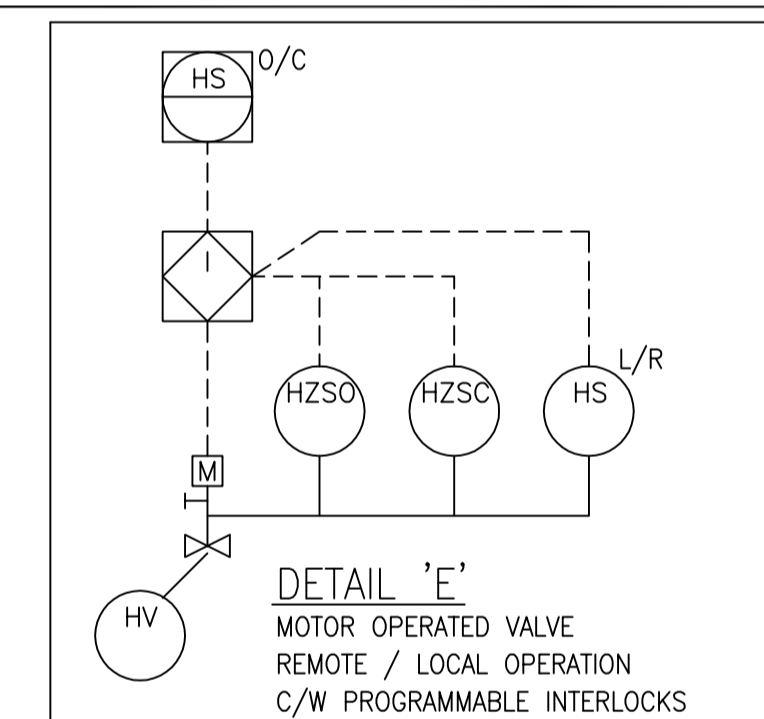 HS
O/C
L/R
HZSO
HZSC
HS
M
HV
DETAIL 'E'
MOTOR OPERATED VALVE
REMOTE / LOCAL OPERATION
C/W PROGRAMMABLE INTERLOCKS